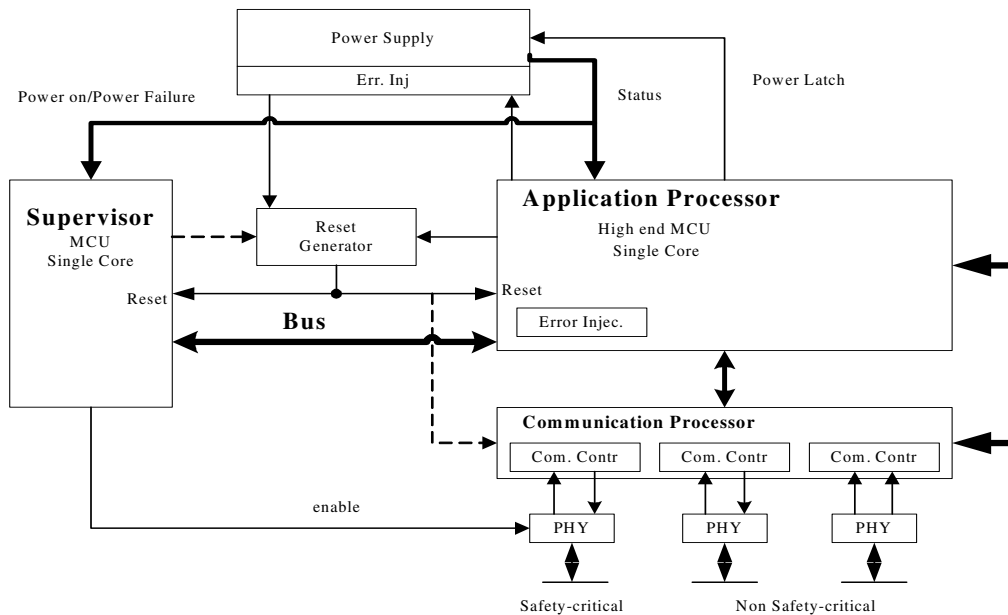 Power Supply
Err. Inj
Power on/Power Failure
Status
Power Latch
Supervisor
MCU
Single Core
Reset
Generator
Application Processor
High end MCU
Single Core
Reset
Reset
Bus
Error Injec.
Communication Processor
Com. Contr
Com. Contr
Com. Contr
enable
PHY
PHY
PHY
Safety-critical
Non Safety-critical